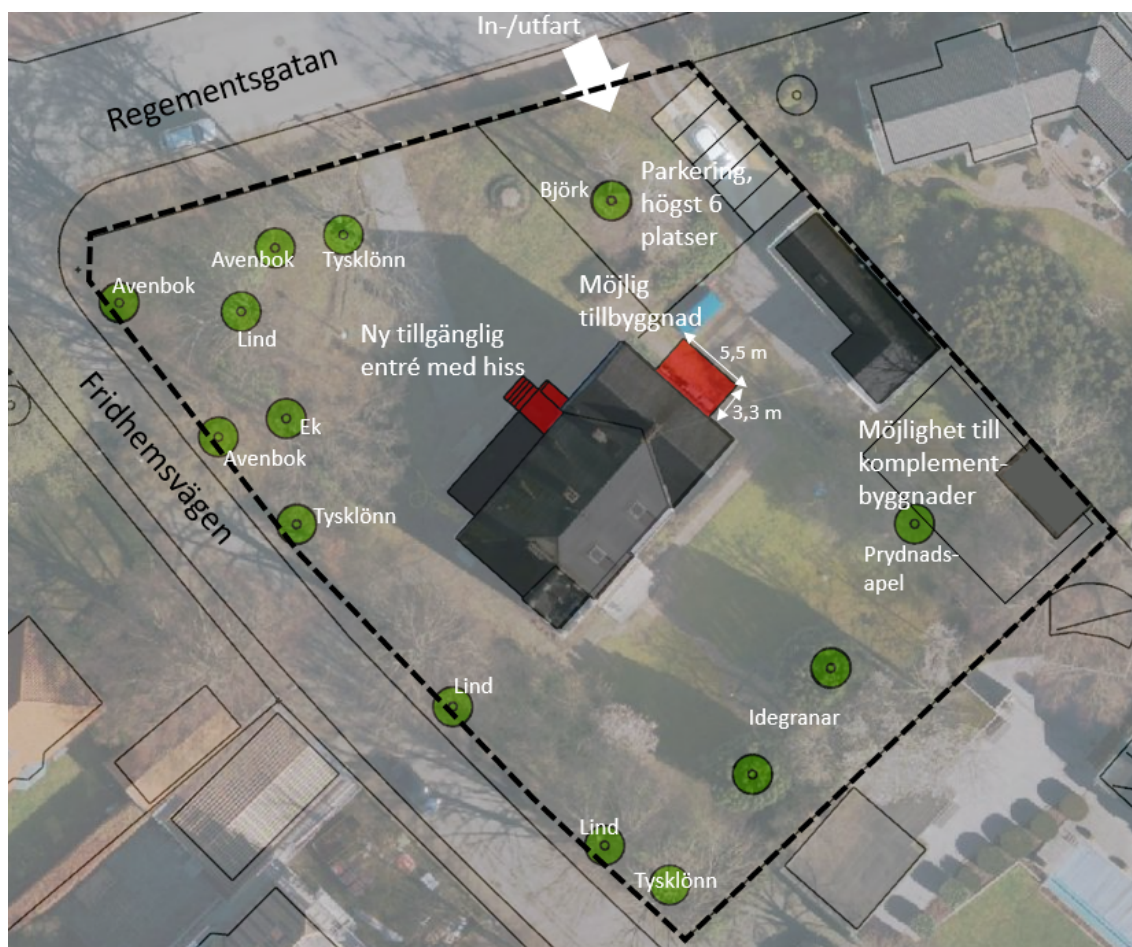 In-/utfart
Regementsgatan
Björk
Parkering,
högst 6
platser
Avenbok
Tysklönn
Avenbok
Lind
Möjlig
tillbyggnad
Ny tillgänglig
entré med hiss
5,5 m
3,3 m
Fridhemsvägen
Ek
Avenbok
Möjlighet till
komplement-
byggnader
Tysklönn
Prydnads-
apel
Lind
Idegranar
Lind
Tysklönn